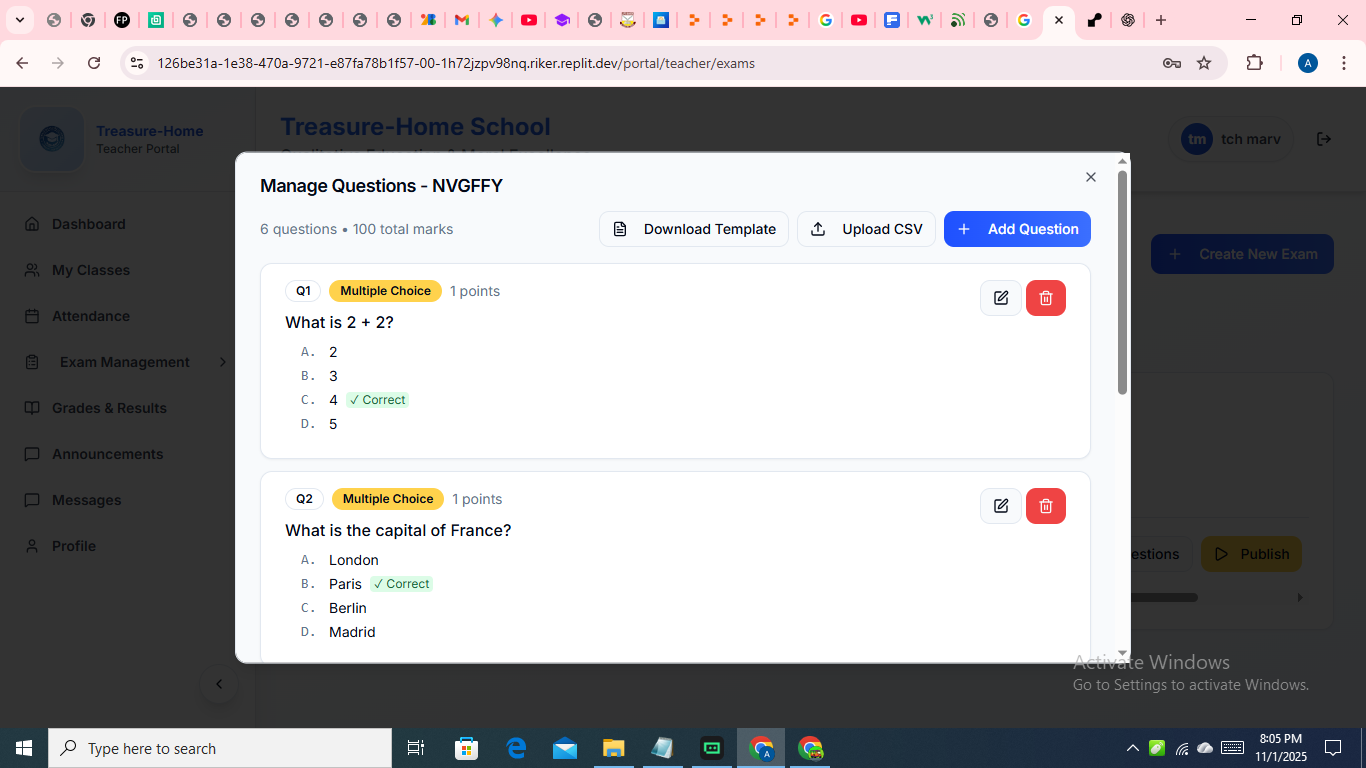 126be31a-1e38-470a-9721-e87fa78b1f57-00-1h72jzpv98nq.riker.replit.dev/portal/teacher/exams
A
Treasure-Home
Teacher Portal
Treasure-Home School
tm
tch marv
Dashboard
My Classes
Attendance
Exam Management
Grades & Results
Announcements
Messages
Profile
Create New Exam
estions
Publish
Manage Questions - NVGFFY
6 questions • 100 total marks
Download Template
Upload CSV
Add Question
Q1
Multiple Choice
1 points
What is 2 + 2?
A. 2
B. 3
C. 4 ✓ Correct
D. 5
Q2
Multiple Choice
1 points
What is the capital of France?
A. London
B. Paris ✓ Correct
C. Berlin
D. Madrid
Activate Windows
Go to Settings to activate Windows.
Type here to search
8:05 PM
11/1/2025